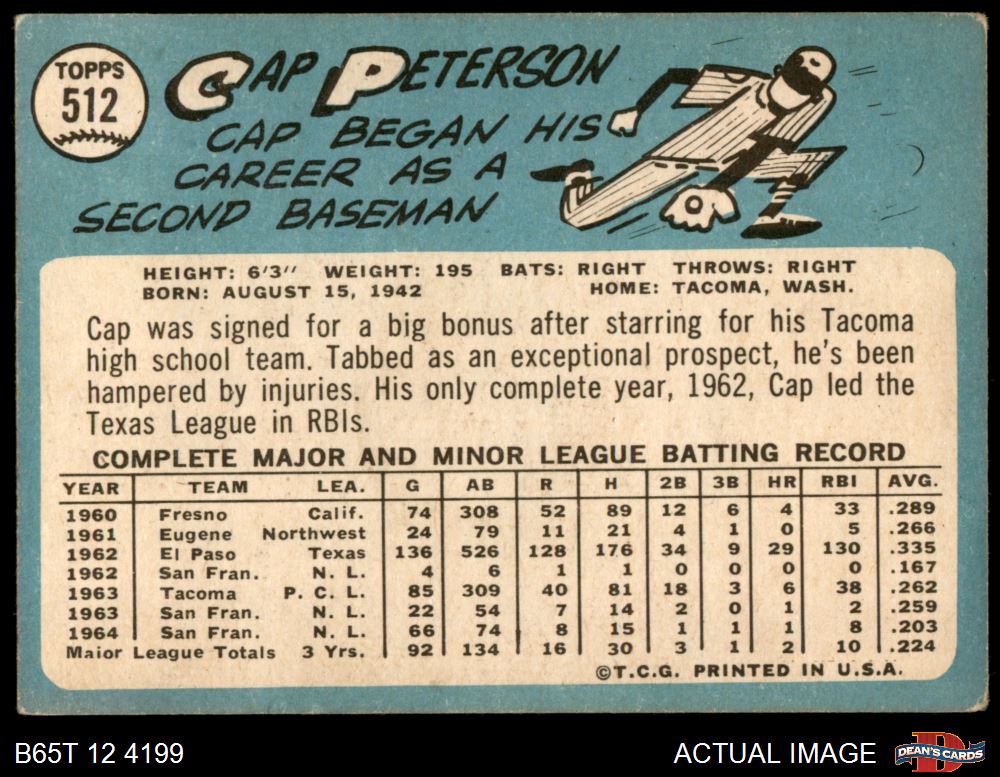 TOPPS
512
CAP PETERSON
CAP BEGAN HIS
CAREER AS A
SECOND BASEMAN
HEIGHT: 6'3'' WEIGHT: 195 BATS: RIGHT THROWS: RIGHT
BORN: AUGUST 15, 1942 HOME: TACOMA, WASH.
Cap was signed for a big bonus after starring for his Tacoma
high school team. Tabbed as an exceptional prospect, he's been
hampered by injuries. His only complete year, 1962, Cap led the
Texas League in RBIs.
COMPLETE MAJOR AND MINOR LEAGUE BATTING RECORD
YEAR TEAM LEA. G AB R H 2B 3B HR RBI AVG.
1960 Fresno Calif. 74 308 52 89 12 6 4 33 .289
1961 Eugene Northwest 24 79 11 21 4 1 0 5 .266
1962 El Paso Texas 136 526 128 176 34 9 29 130 .335
1962 San Fran. N. L. 4 6 1 1 0 0 0 0 .167
1963 Tacoma P. C. L. 85 309 40 81 18 3 6 38 .262
1963 San Fran. N. L. 22 54 7 14 2 0 1 2 .259
1964 San Fran. N. L. 66 74 8 15 1 1 1 8 .203
Major League Totals 3 Yrs. 92 134 16 30 3 1 2 10 .224
©T.C.G. PRINTED IN U.S.A.
B65T 12 4199 ACTUAL IMAGE DEAN'S CARDS